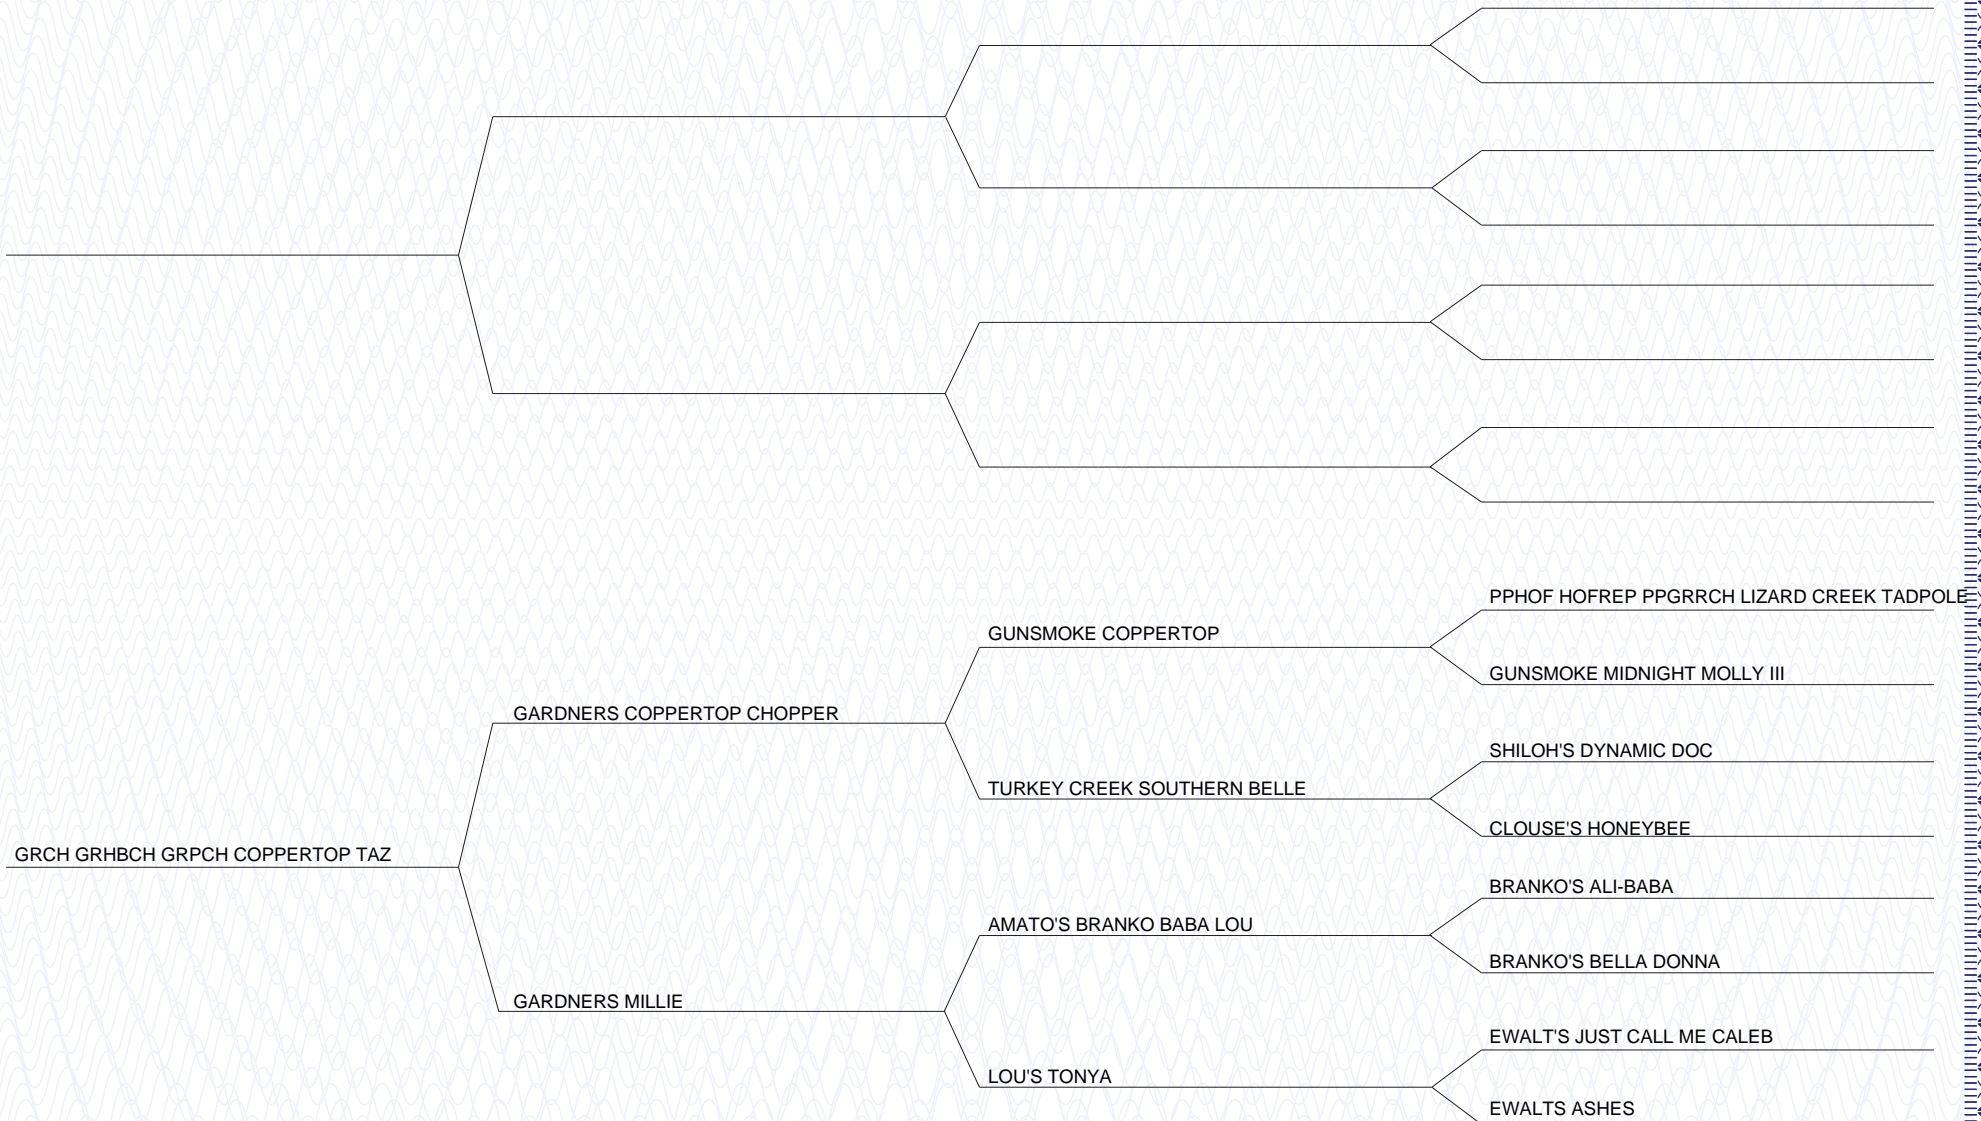 PPHOF HOFREP PPGRRCH LIZARD CREEK TADPOLE
GUNSMOKE COPPERTOP
GUNSMOKE MIDNIGHT MOLLY III
GARDNERS COPPERTOP CHOPPER
SHILOH'S DYNAMIC DOC
TURKEY CREEK SOUTHERN BELLE
CLOUSE'S HONEYBEE
GRCH GRHBCH GRPCH COPPERTOP TAZ
BRANKO'S ALI-BABA
AMATO'S BRANKO BABA LOU
BRANKO'S BELLA DONNA
GARDNERS MILLIE
EWALT'S JUST CALL ME CALEB
LOU'S TONYA
EWALTS ASHES